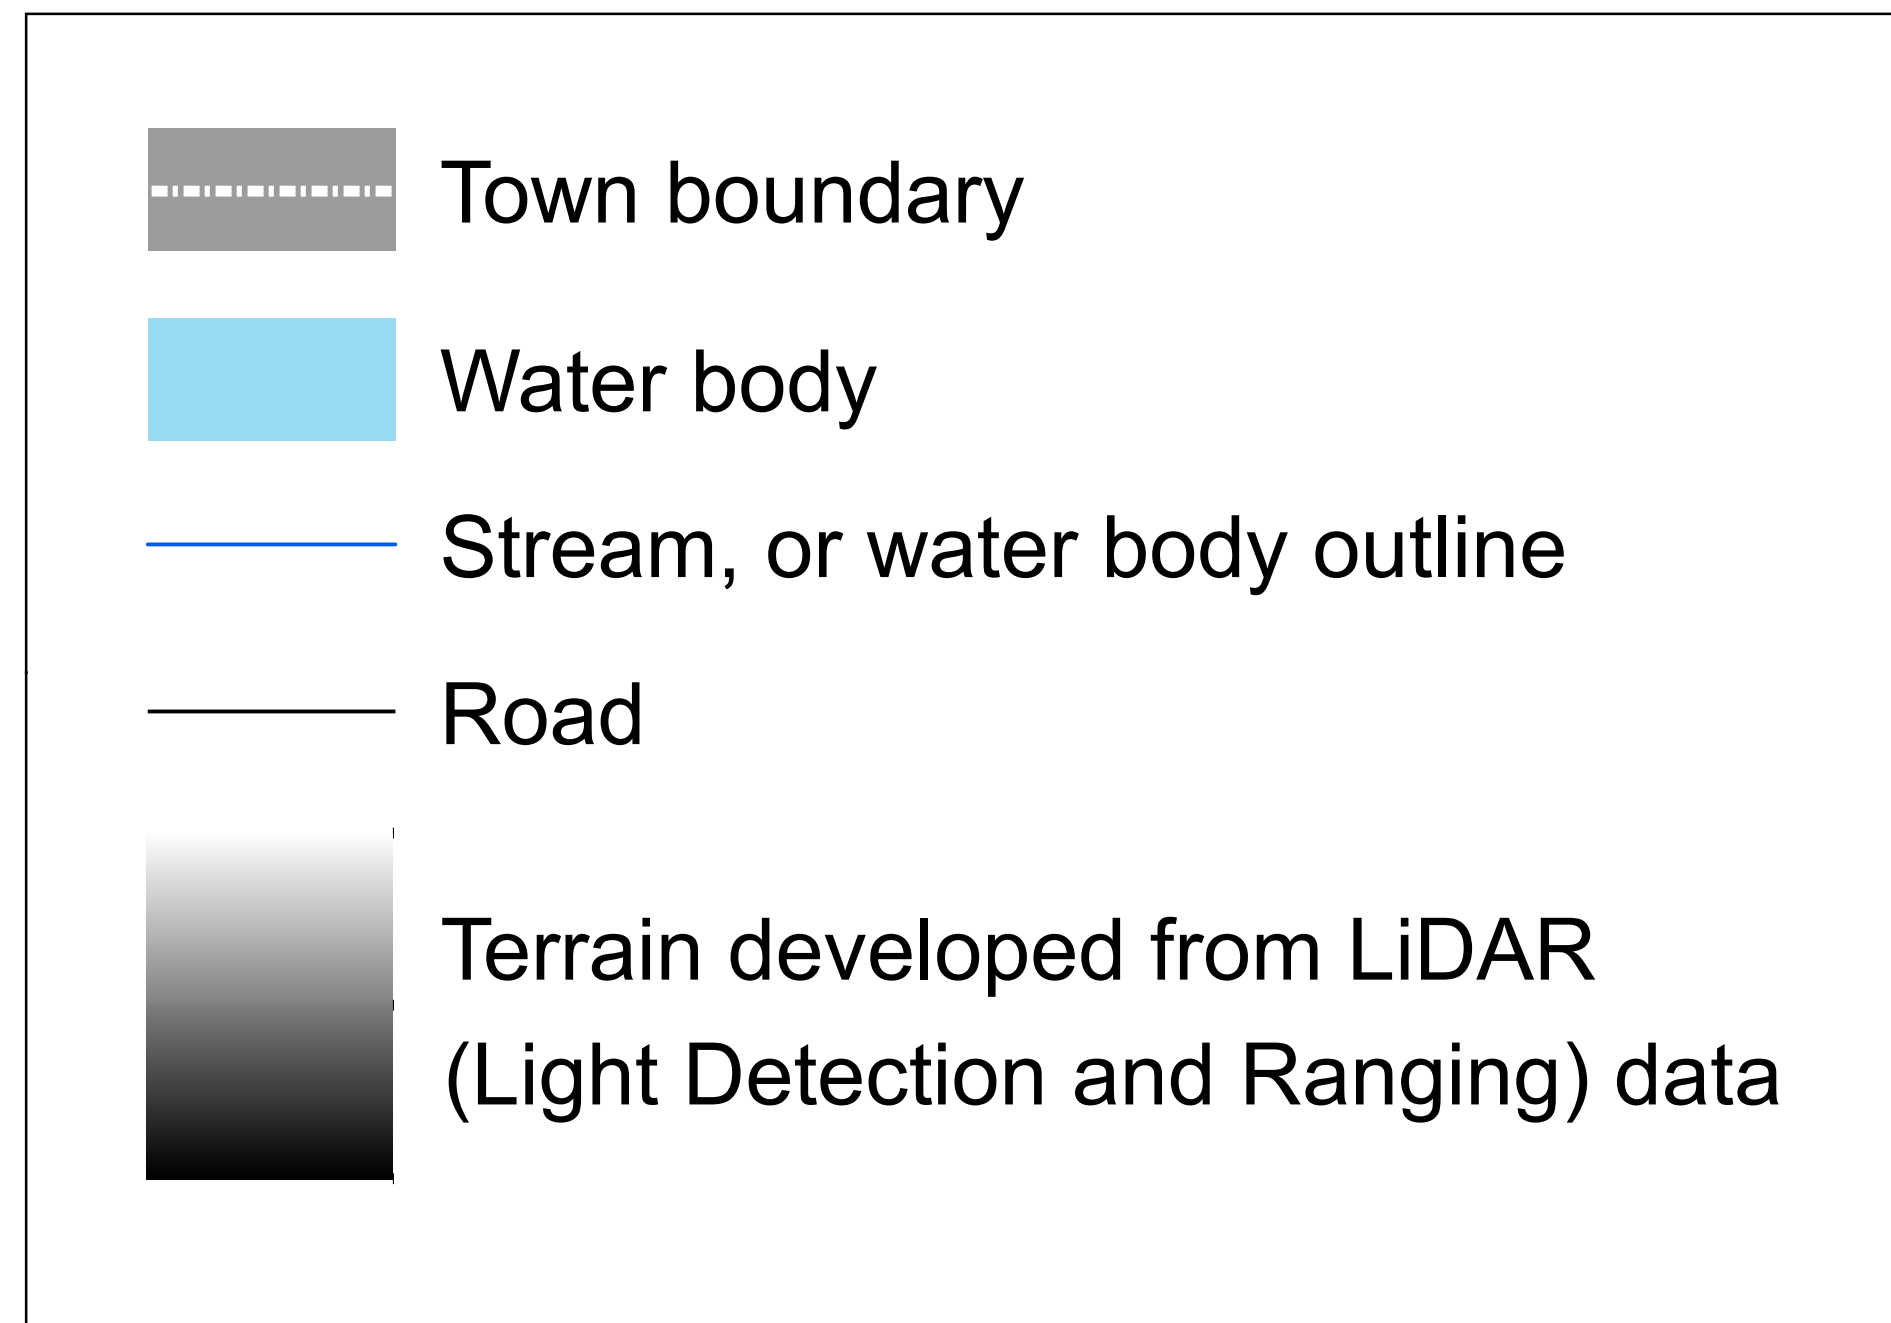 Town boundary
Water body
Stream, or water body outline
Road
Terrain developed from LiDAR
(Light Detection and Ranging) data